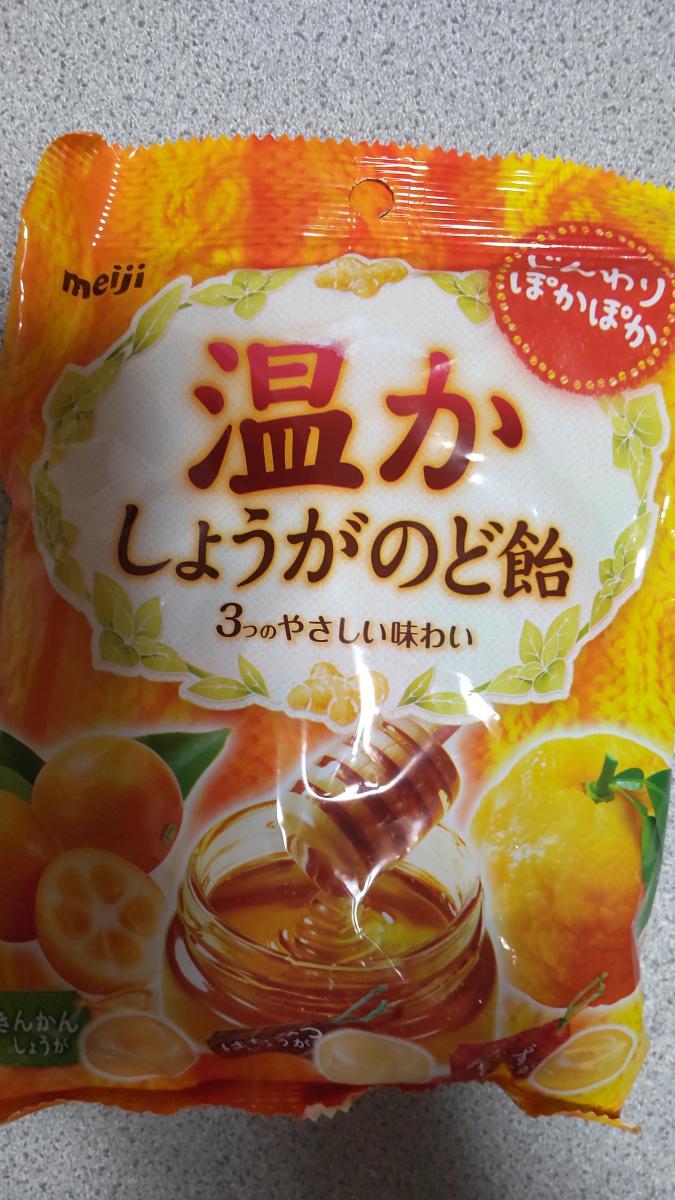 meiji
じんわり
ぽかぽか
温か
しょうがのど飴
3つのやさしい味わい
きんかん
しょうが